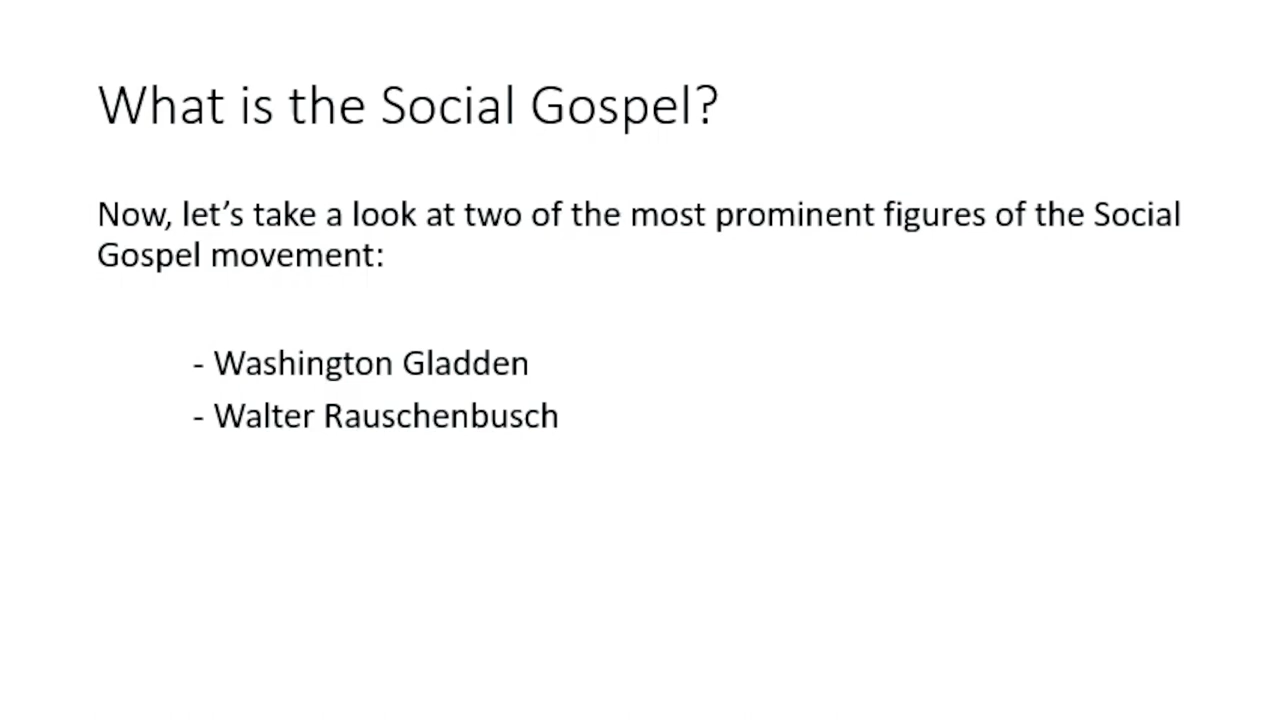 What is the Social Gospel?
Now, let’s take a look at two of the most prominent figures of the Social
Gospel movement:
- Washington Gladden
- Walter Rauschenbusch